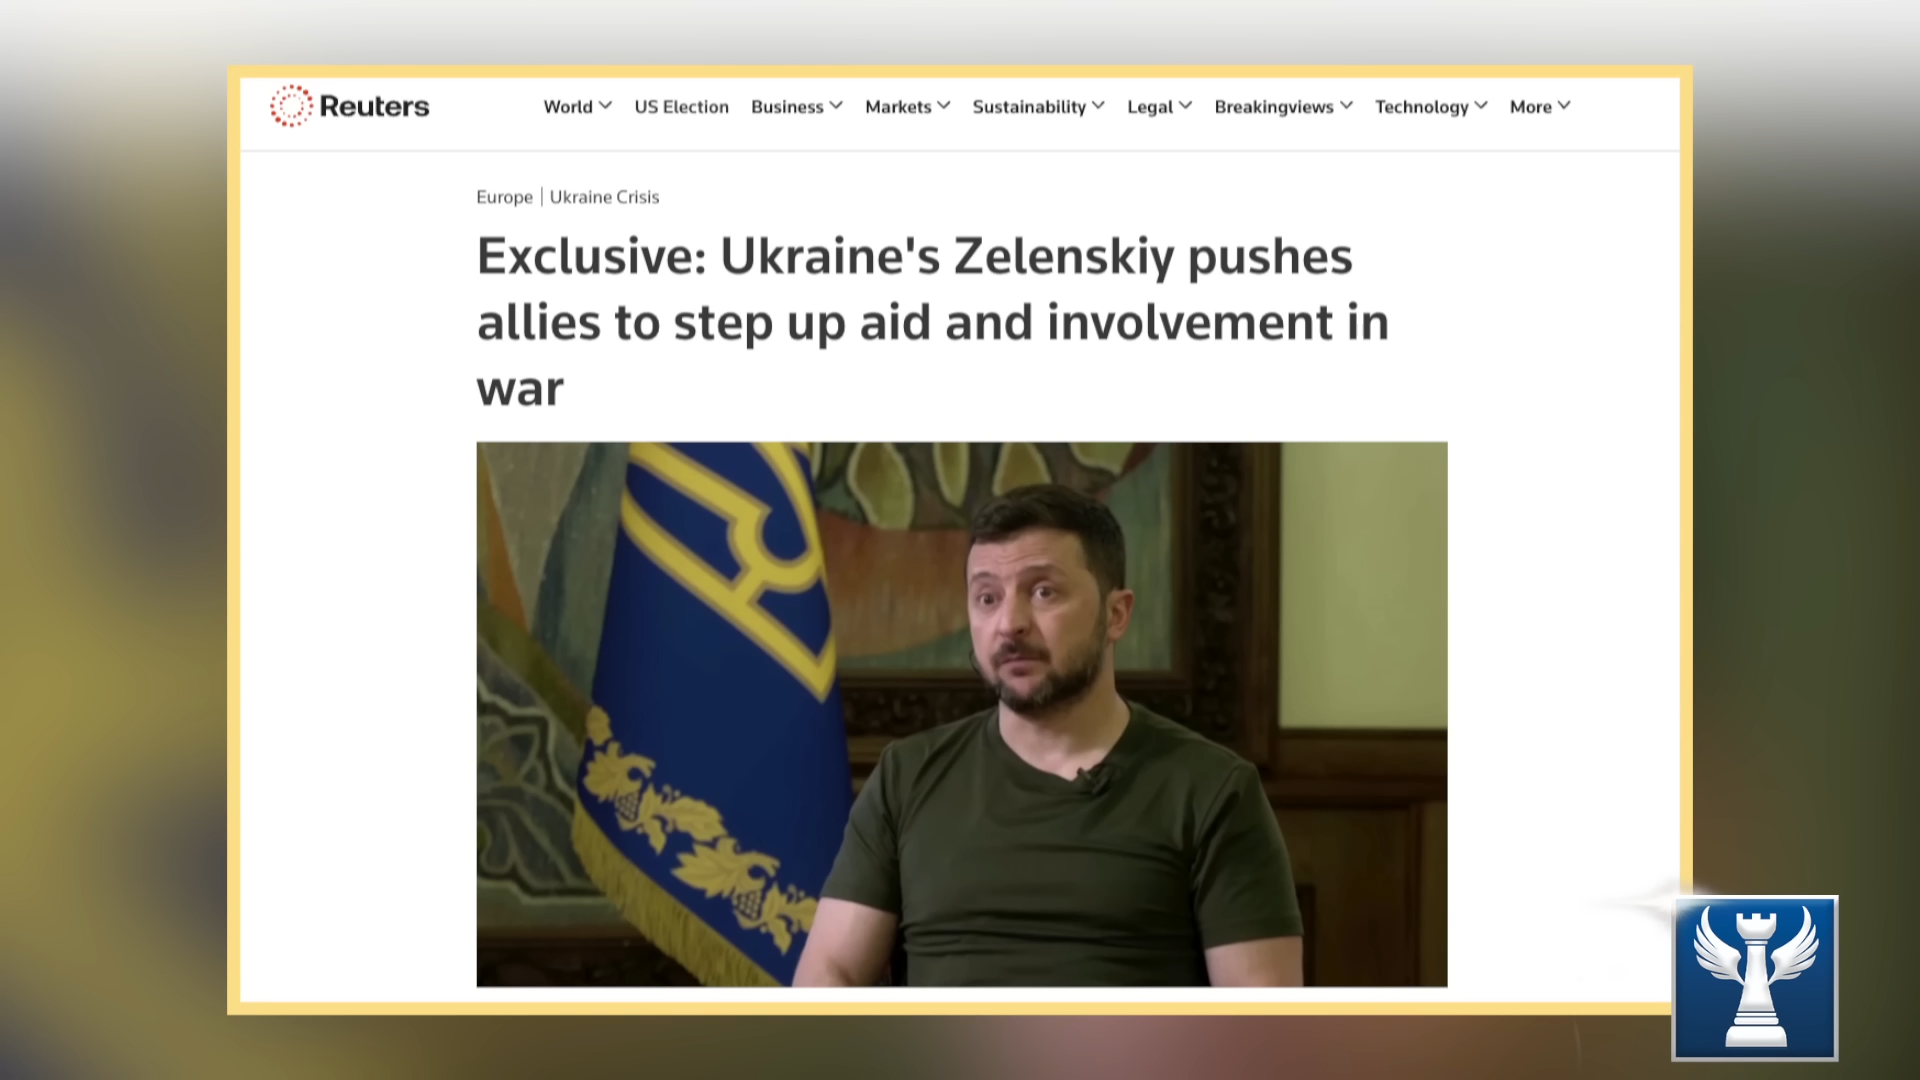 Reuters
World US Election Business Markets Sustainability Legal Breakingviews Technology More
Europe | Ukraine Crisis
Exclusive: Ukraine's Zelenskiy pushes
allies to step up aid and involvement in
war